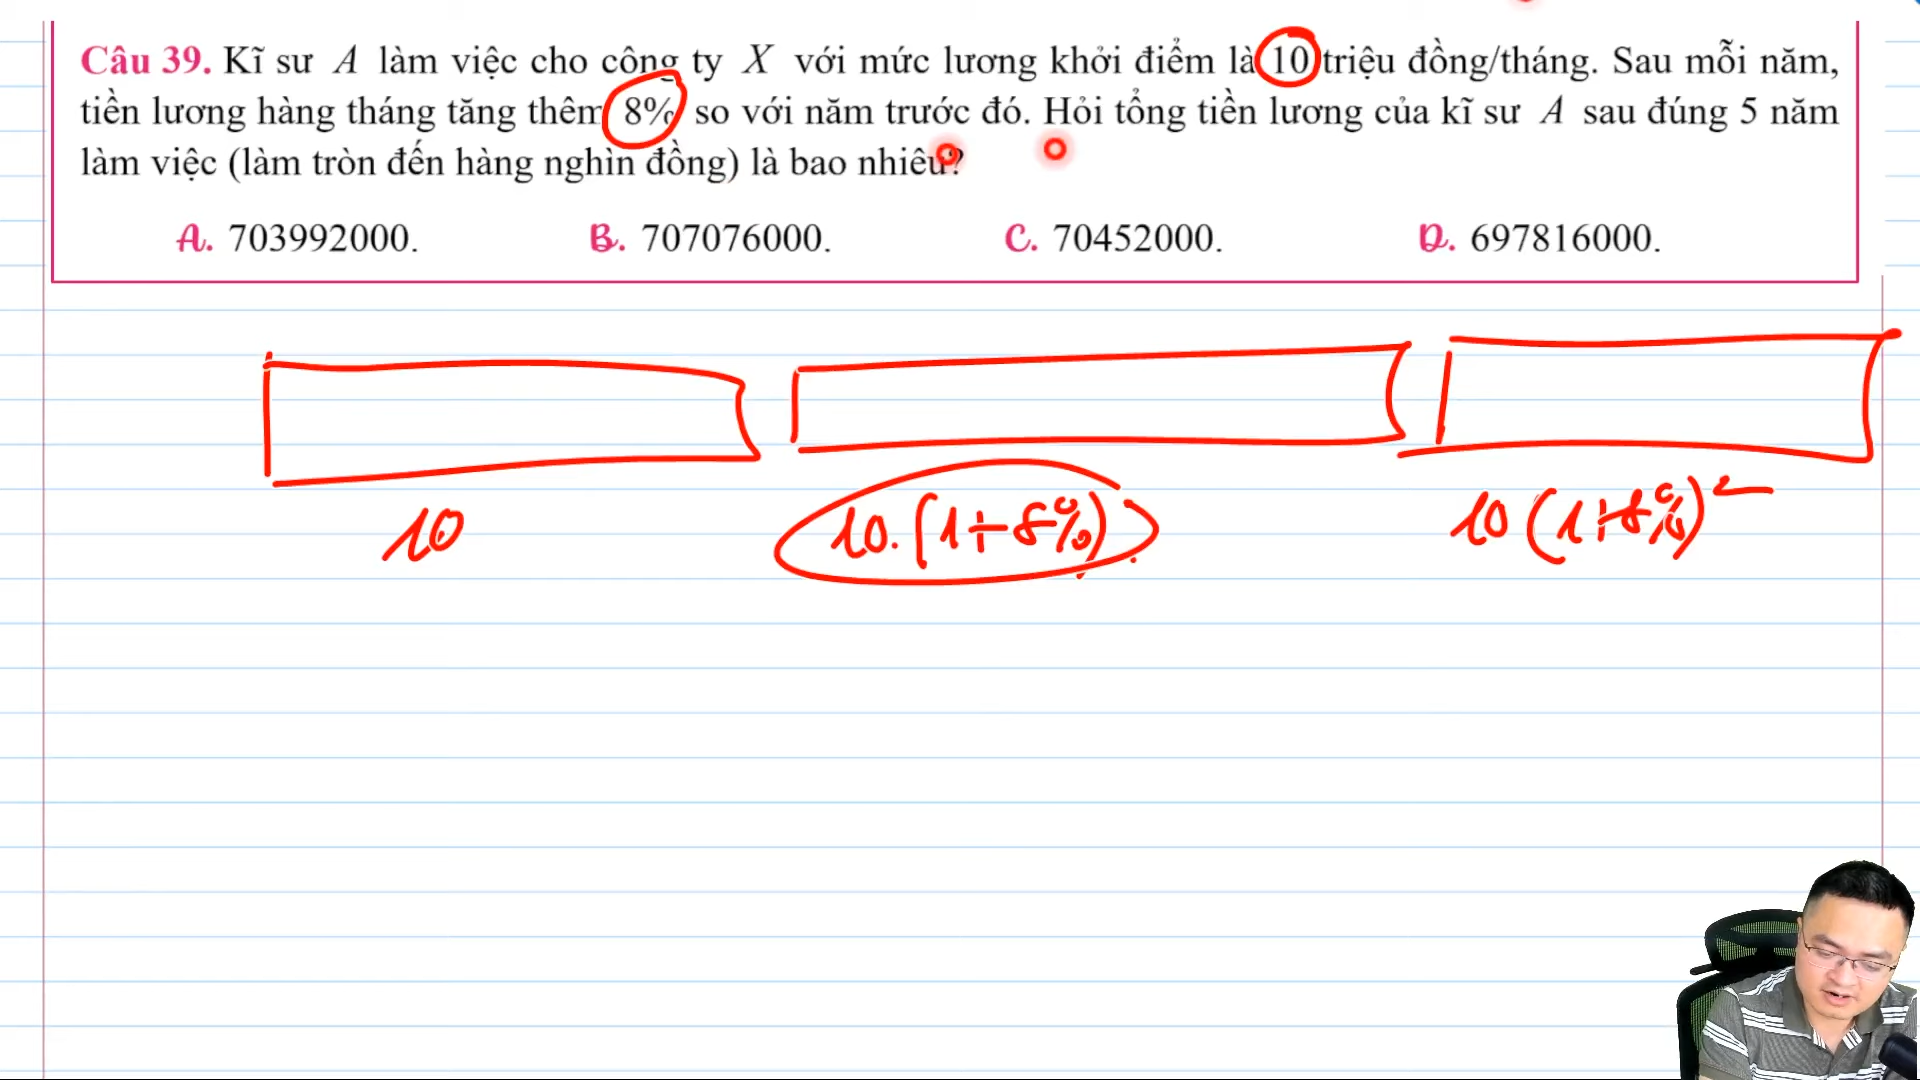 Câu 39. Kĩ sư A làm việc cho công ty X với mức lương khởi điểm là 10 triệu đồng/tháng. Sau mỗi năm,
tiền lương hàng tháng tăng thêm 8% so với năm trước đó. Hỏi tổng tiền lương của kĩ sư A sau đúng 5 năm
làm việc (làm tròn đến hàng nghìn đồng) là bao nhiêu?
A. 703992000. B. 707076000. C. 70452000. D. 697816000.
10 10.(1+8%) 10(1+8%)²